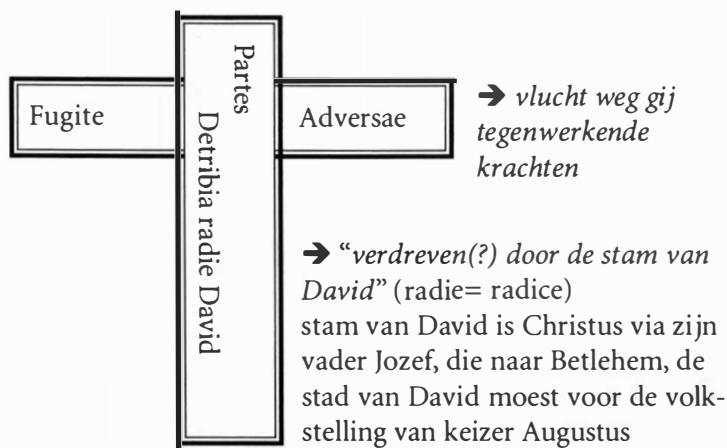 Partes
Fugite
Adversae
Detribia radie David
➔ vlucht weg gij
tegenwerkende
krachten
➔ “verdreven(?) door de stam van
David” (radie= radice)
stam van David is Christus via zijn
vader Jozef, die naar Betlehem, de
stad van David moest voor de volk-
stelling van keizer Augustus